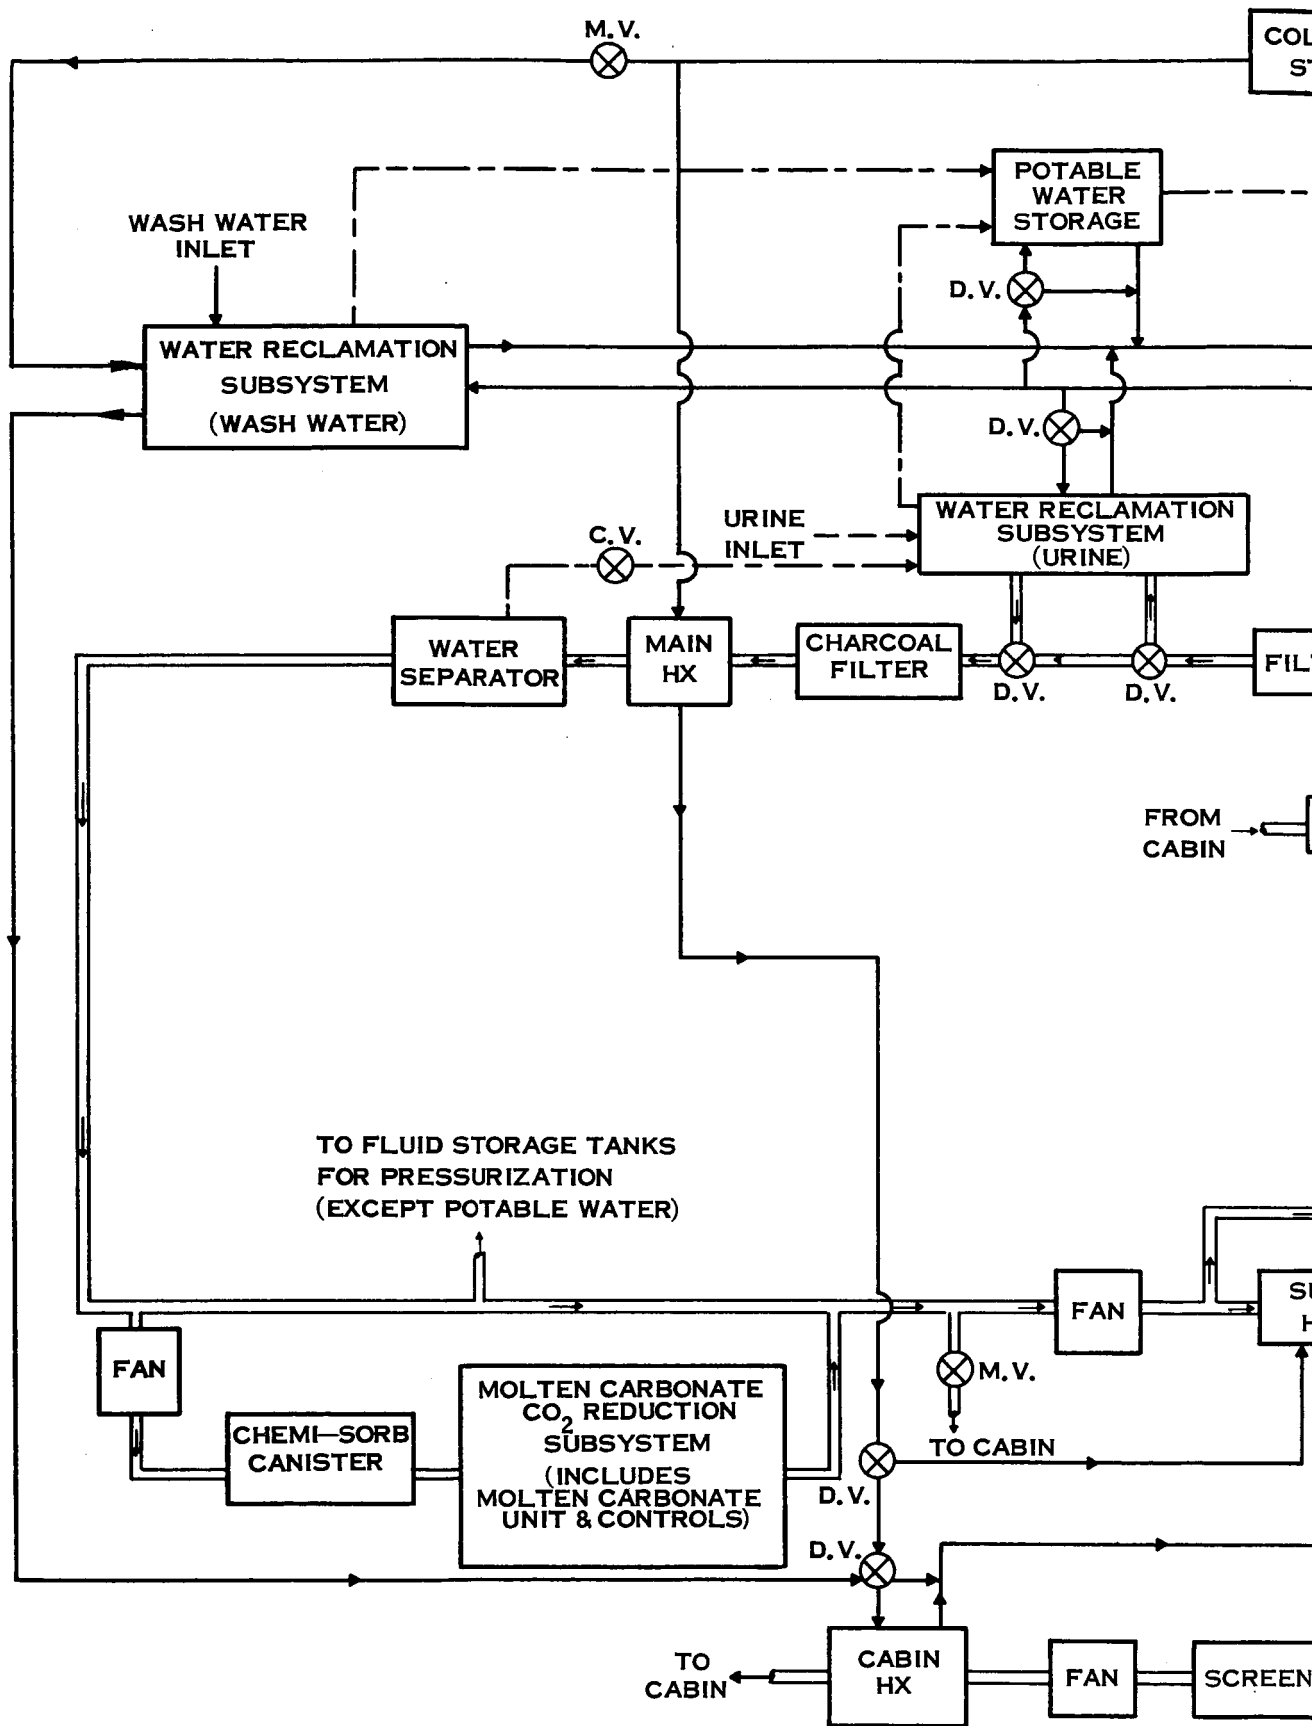 M.V.
POTABLE
WATER
STORAGE
WASH WATER
INLET
D.V.
WATER RECLAMATION
SUBSYSTEM
(WASH WATER)
D.V.
WATER RECLAMATION
SUBSYSTEM
(URINE)
URINE
INLET
C.V.
WATER
SEPARATOR
MAIN
HX
CHARCOAL
FILTER
D.V.
D.V.
FROM
CABIN
TO FLUID STORAGE TANKS
FOR PRESSURIZATION
(EXCEPT POTABLE WATER)
FAN
FAN
M.V.
TO CABIN
CHEMI-SORB
CANISTER
MOLTEN CARBONATE
CO2 REDUCTION
SUBSYSTEM
(INCLUDES
MOLTEN CARBONATE
UNIT & CONTROLS)
D.V.
D.V.
TO
CABIN
CABIN
HX
FAN
SCREEN